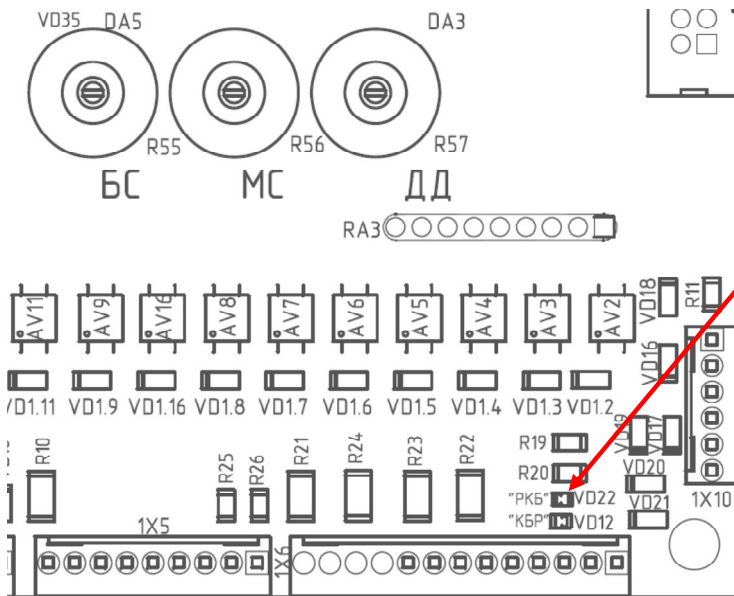 VD35 DA5 DA3
R55 R56 R57
БС МС ДД
RA3
AV11 AV9 AV16 AV8 AV7 AV6 AV5 AV4 AV3 AV2 VD18 R11
VD16
VD1.11 VD1.9 VD1.16 VD1.8 VD1.7 VD1.6 VD1.5 VD1.4 VD1.3 VD1.2
VD19 VD17
R10 R25 R26 R21 R24 R23 R22 R19
R20 VD20
"РКБ" VD22 VD21 1X10
"КБР" VD12
1X5 1X6